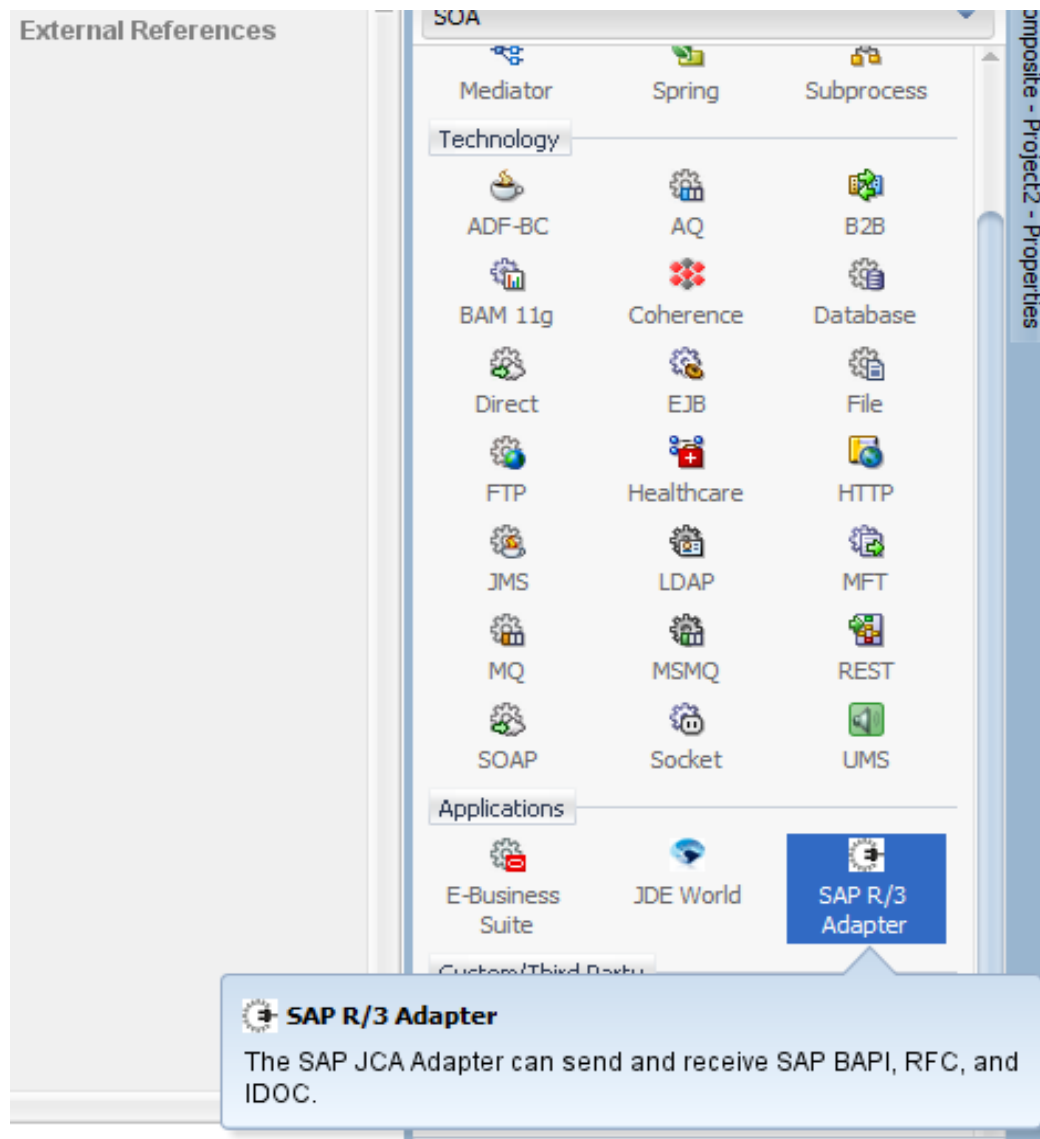 External References
SOA
Mediator Spring Subprocess
Technology
ADF-BC AQ B2B
BAM 11g Coherence Database
Direct EJB File
FTP Healthcare HTTP
JMS LDAP MFT
MQ MSMQ REST
SOAP Socket UMS
Applications
E-Business Suite JDE World SAP R/3 Adapter
Custom/Third Party
SAP R/3 Adapter
The SAP JCA Adapter can send and receive SAP BAPI, RFC, and
IDOC.
omposite - Project2 - Properties